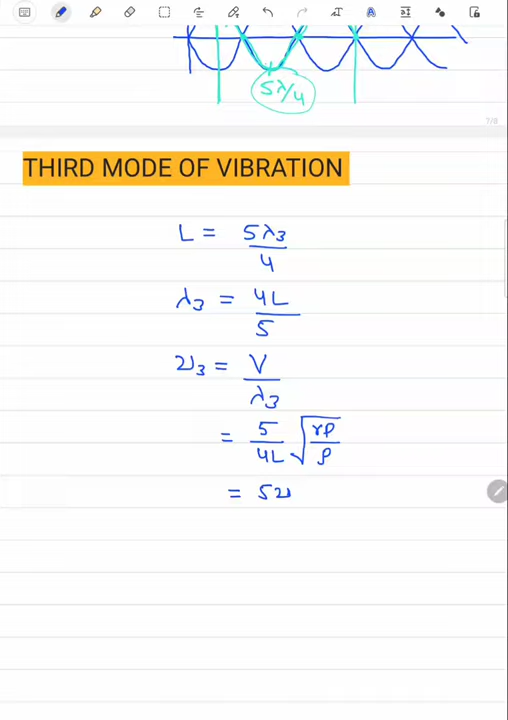 5λ/4
7/8
THIRD MODE OF VIBRATION
L = 5λ₃/4
λ₃ = 4L/5
ν₃ = V/λ₃
= 5/4L √(γP/ρ)
= 5ν